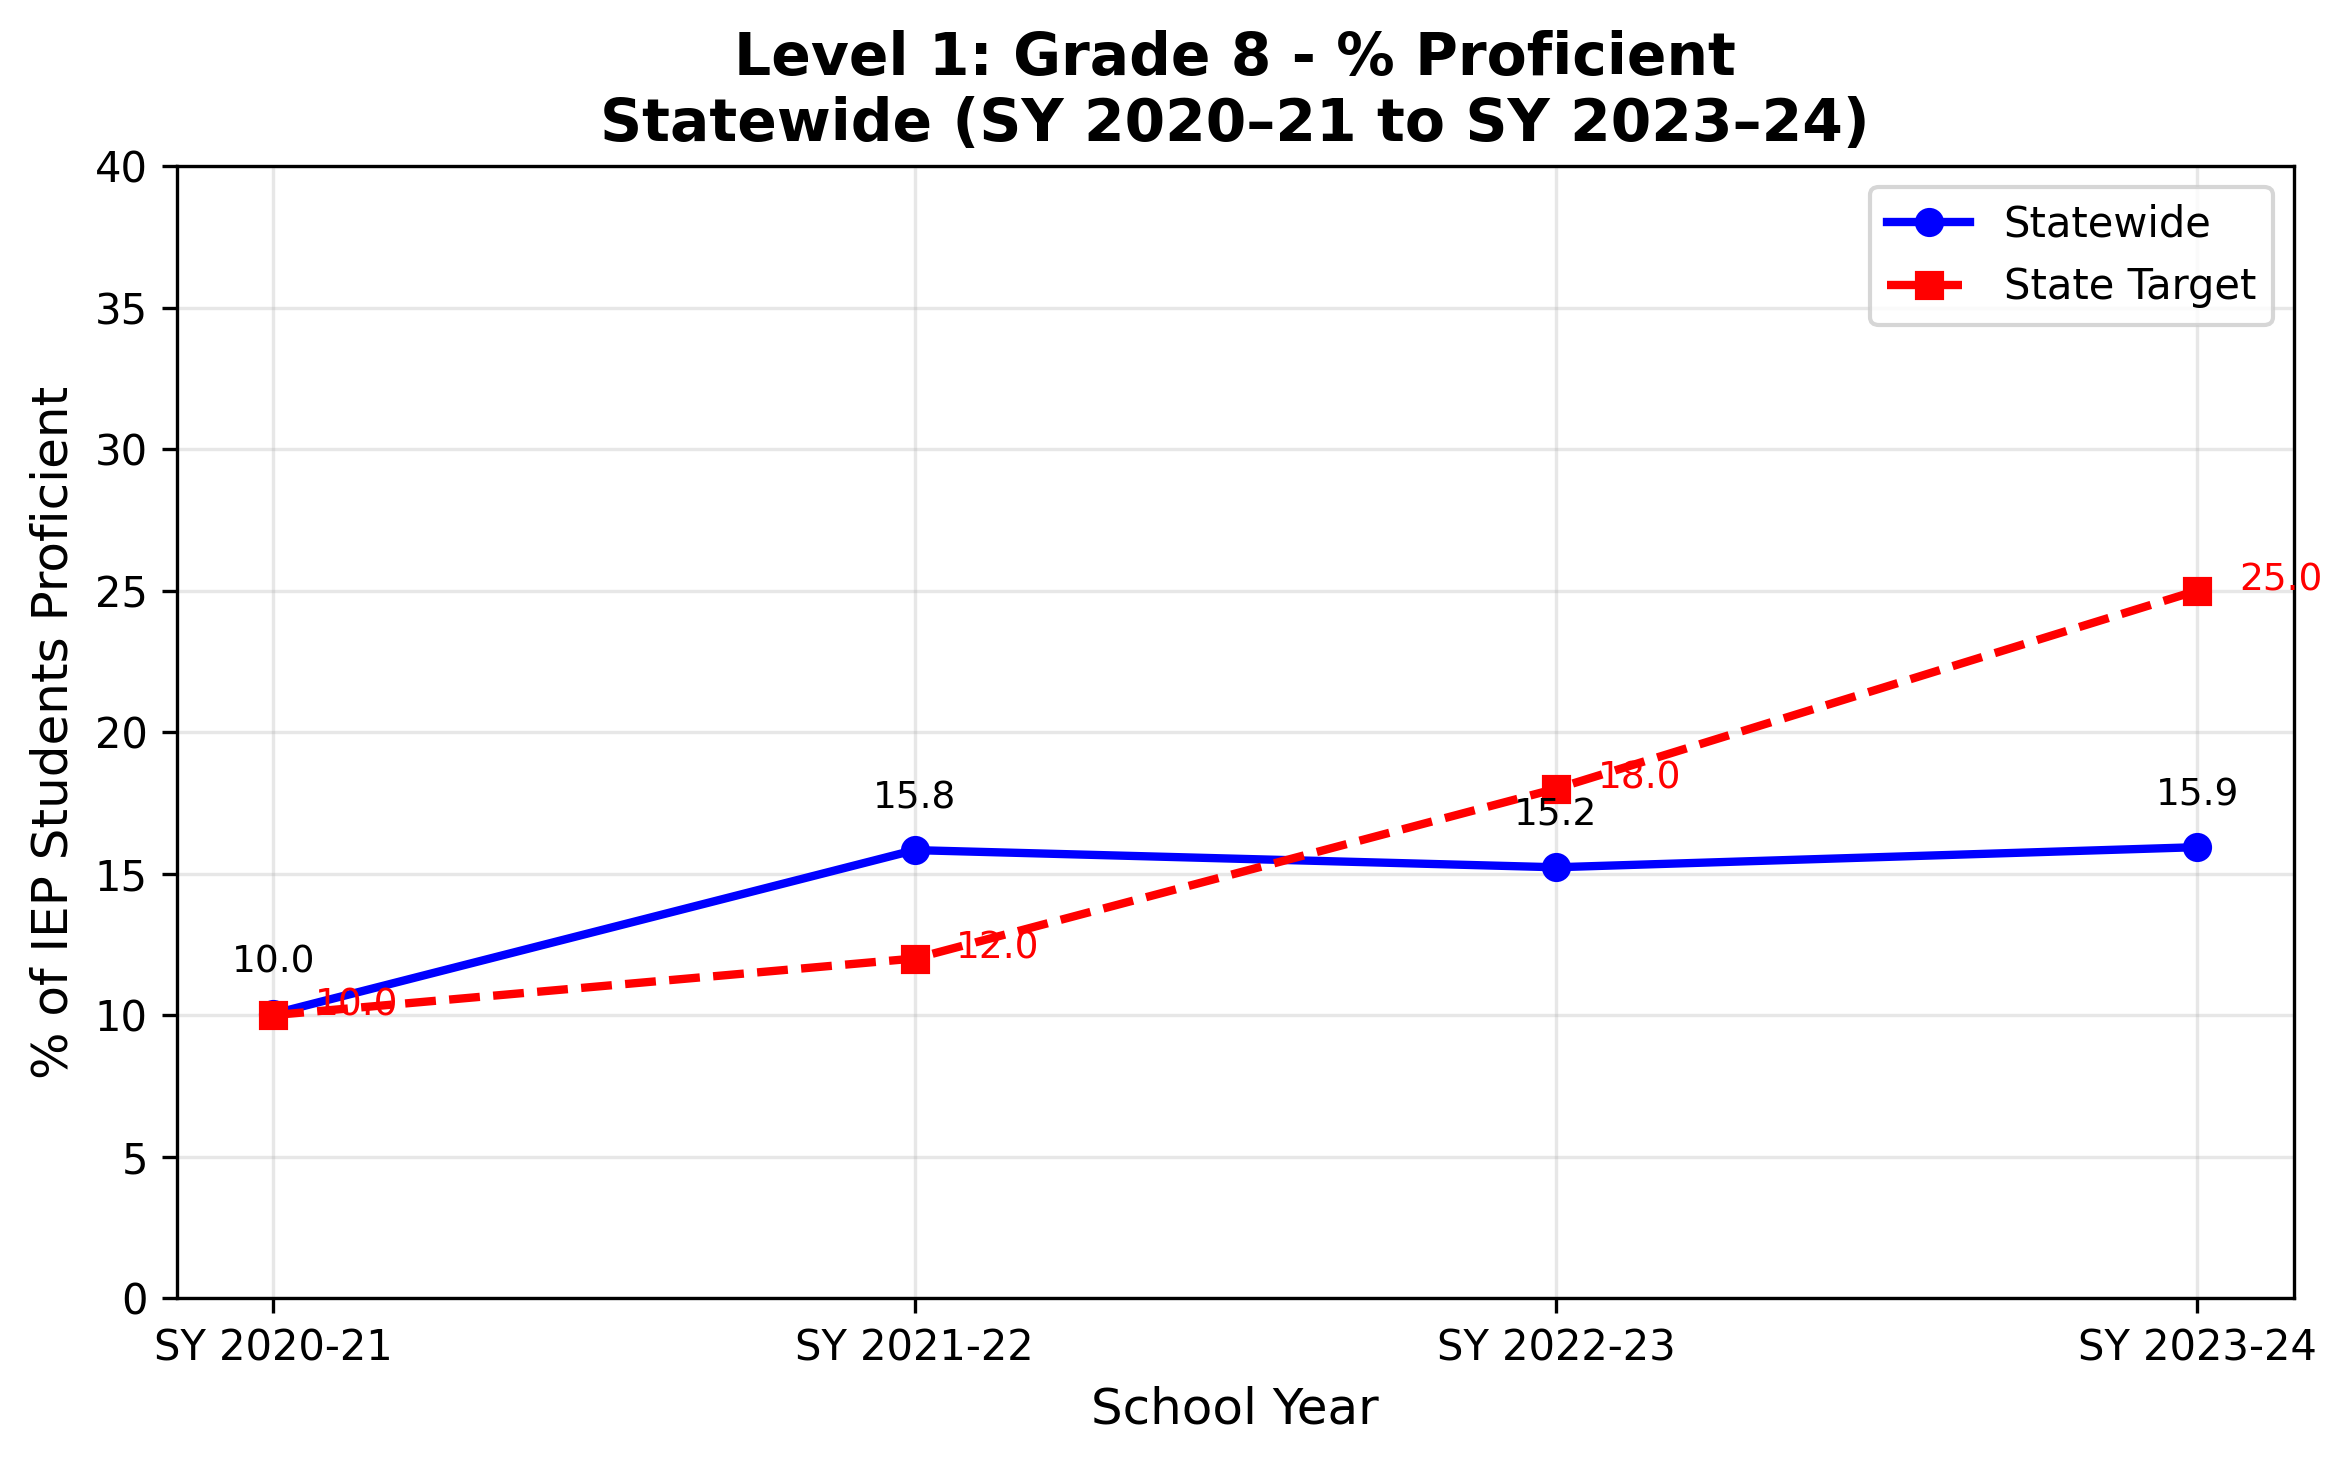 Level 1: Grade 8 - % Proficient
Statewide (SY 2020–21 to SY 2023–24)
% of IEP Students Proficient
40
35
30
25
20
15
10
5
0
Statewide
State Target
10.0
15.8
15.2
15.9
10.0
12.0
18.0
25.0
SY 2020-21
SY 2021-22
SY 2022-23
SY 2023-24
School Year